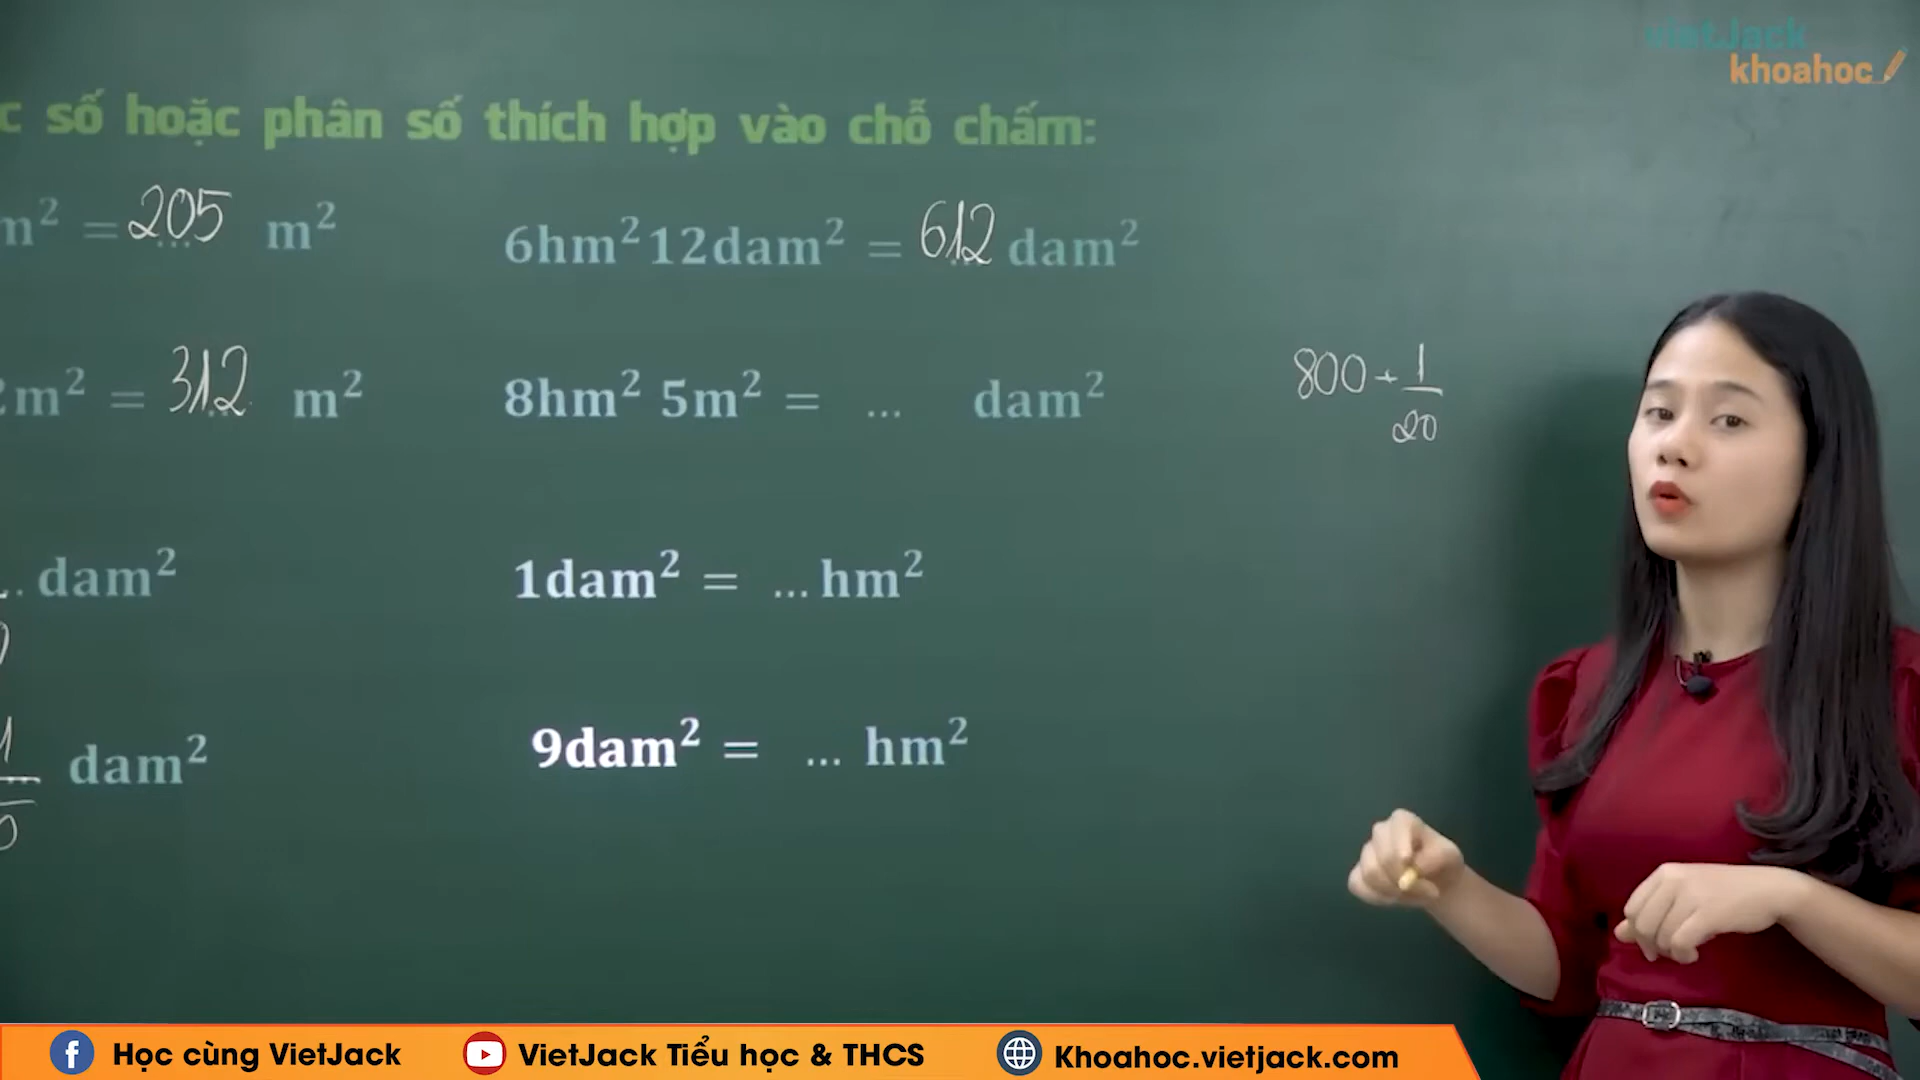 vietJack
khoahoc
c số hoặc phân số thích hợp vào chỗ chấm:
m² = 205 m²
6hm² 12dam² = 612 dam²
2m² = 312 m²
8hm² 5m² = ... dam²
800 + 1/20
... dam²
1dam² = ... hm²
1 dam²
9dam² = ... hm²
Học cùng VietJack
VietJack Tiểu học & THCS
Khoahoc.vietjack.com